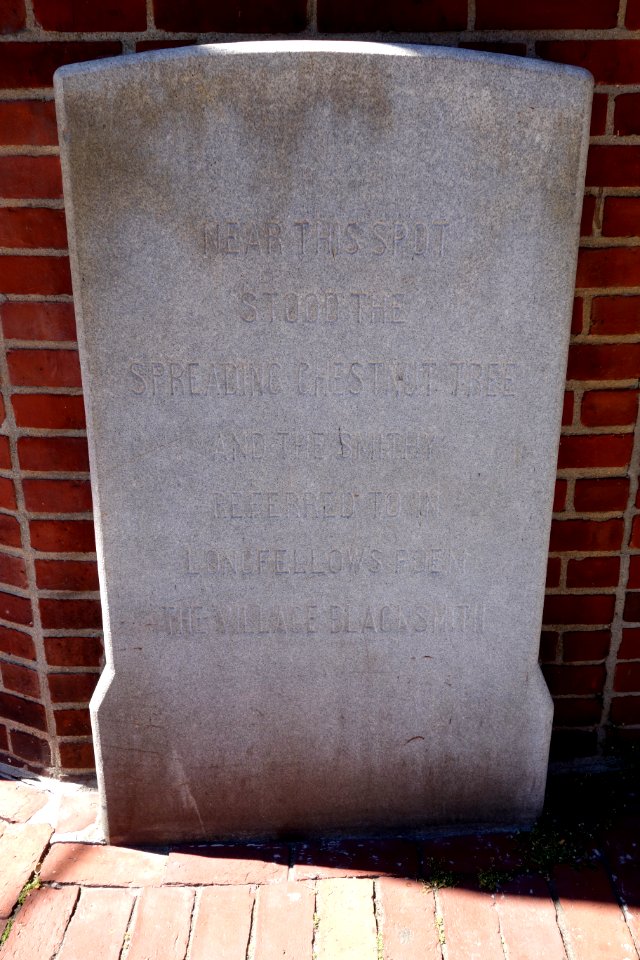 NEAR THIS SPOT
STOOD THE
SPREADING CHESTNUT TREE
AND THE SMITHY
REFERRED TO IN
LONGFELLOWS POEM
THE VILLAGE BLACKSMITH